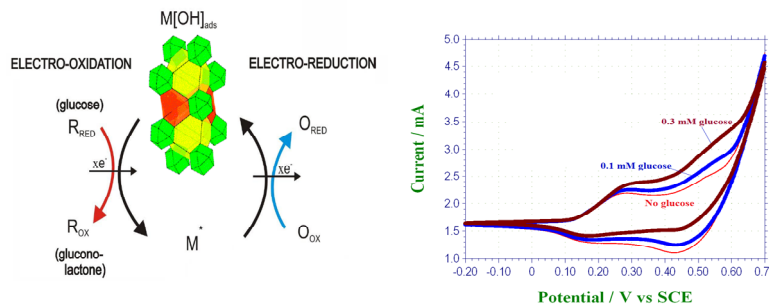 M[OH]ads
ELECTRO-OXIDATION
ELECTRO-REDUCTION
(glucose)
RRED
ORED
xe-
xe-
ROX
OOX
(glucono-
lactone)
M*
Current / mA
5.0
4.5
4.0
3.5
3.0
2.5
2.0
1.5
1.0
0.3 mM glucose
0.1 mM glucose
No glucose
-0.20
-0.10
0
0.10
0.20
0.30
0.40
0.50
0.60
0.7
Potential / V vs SCE